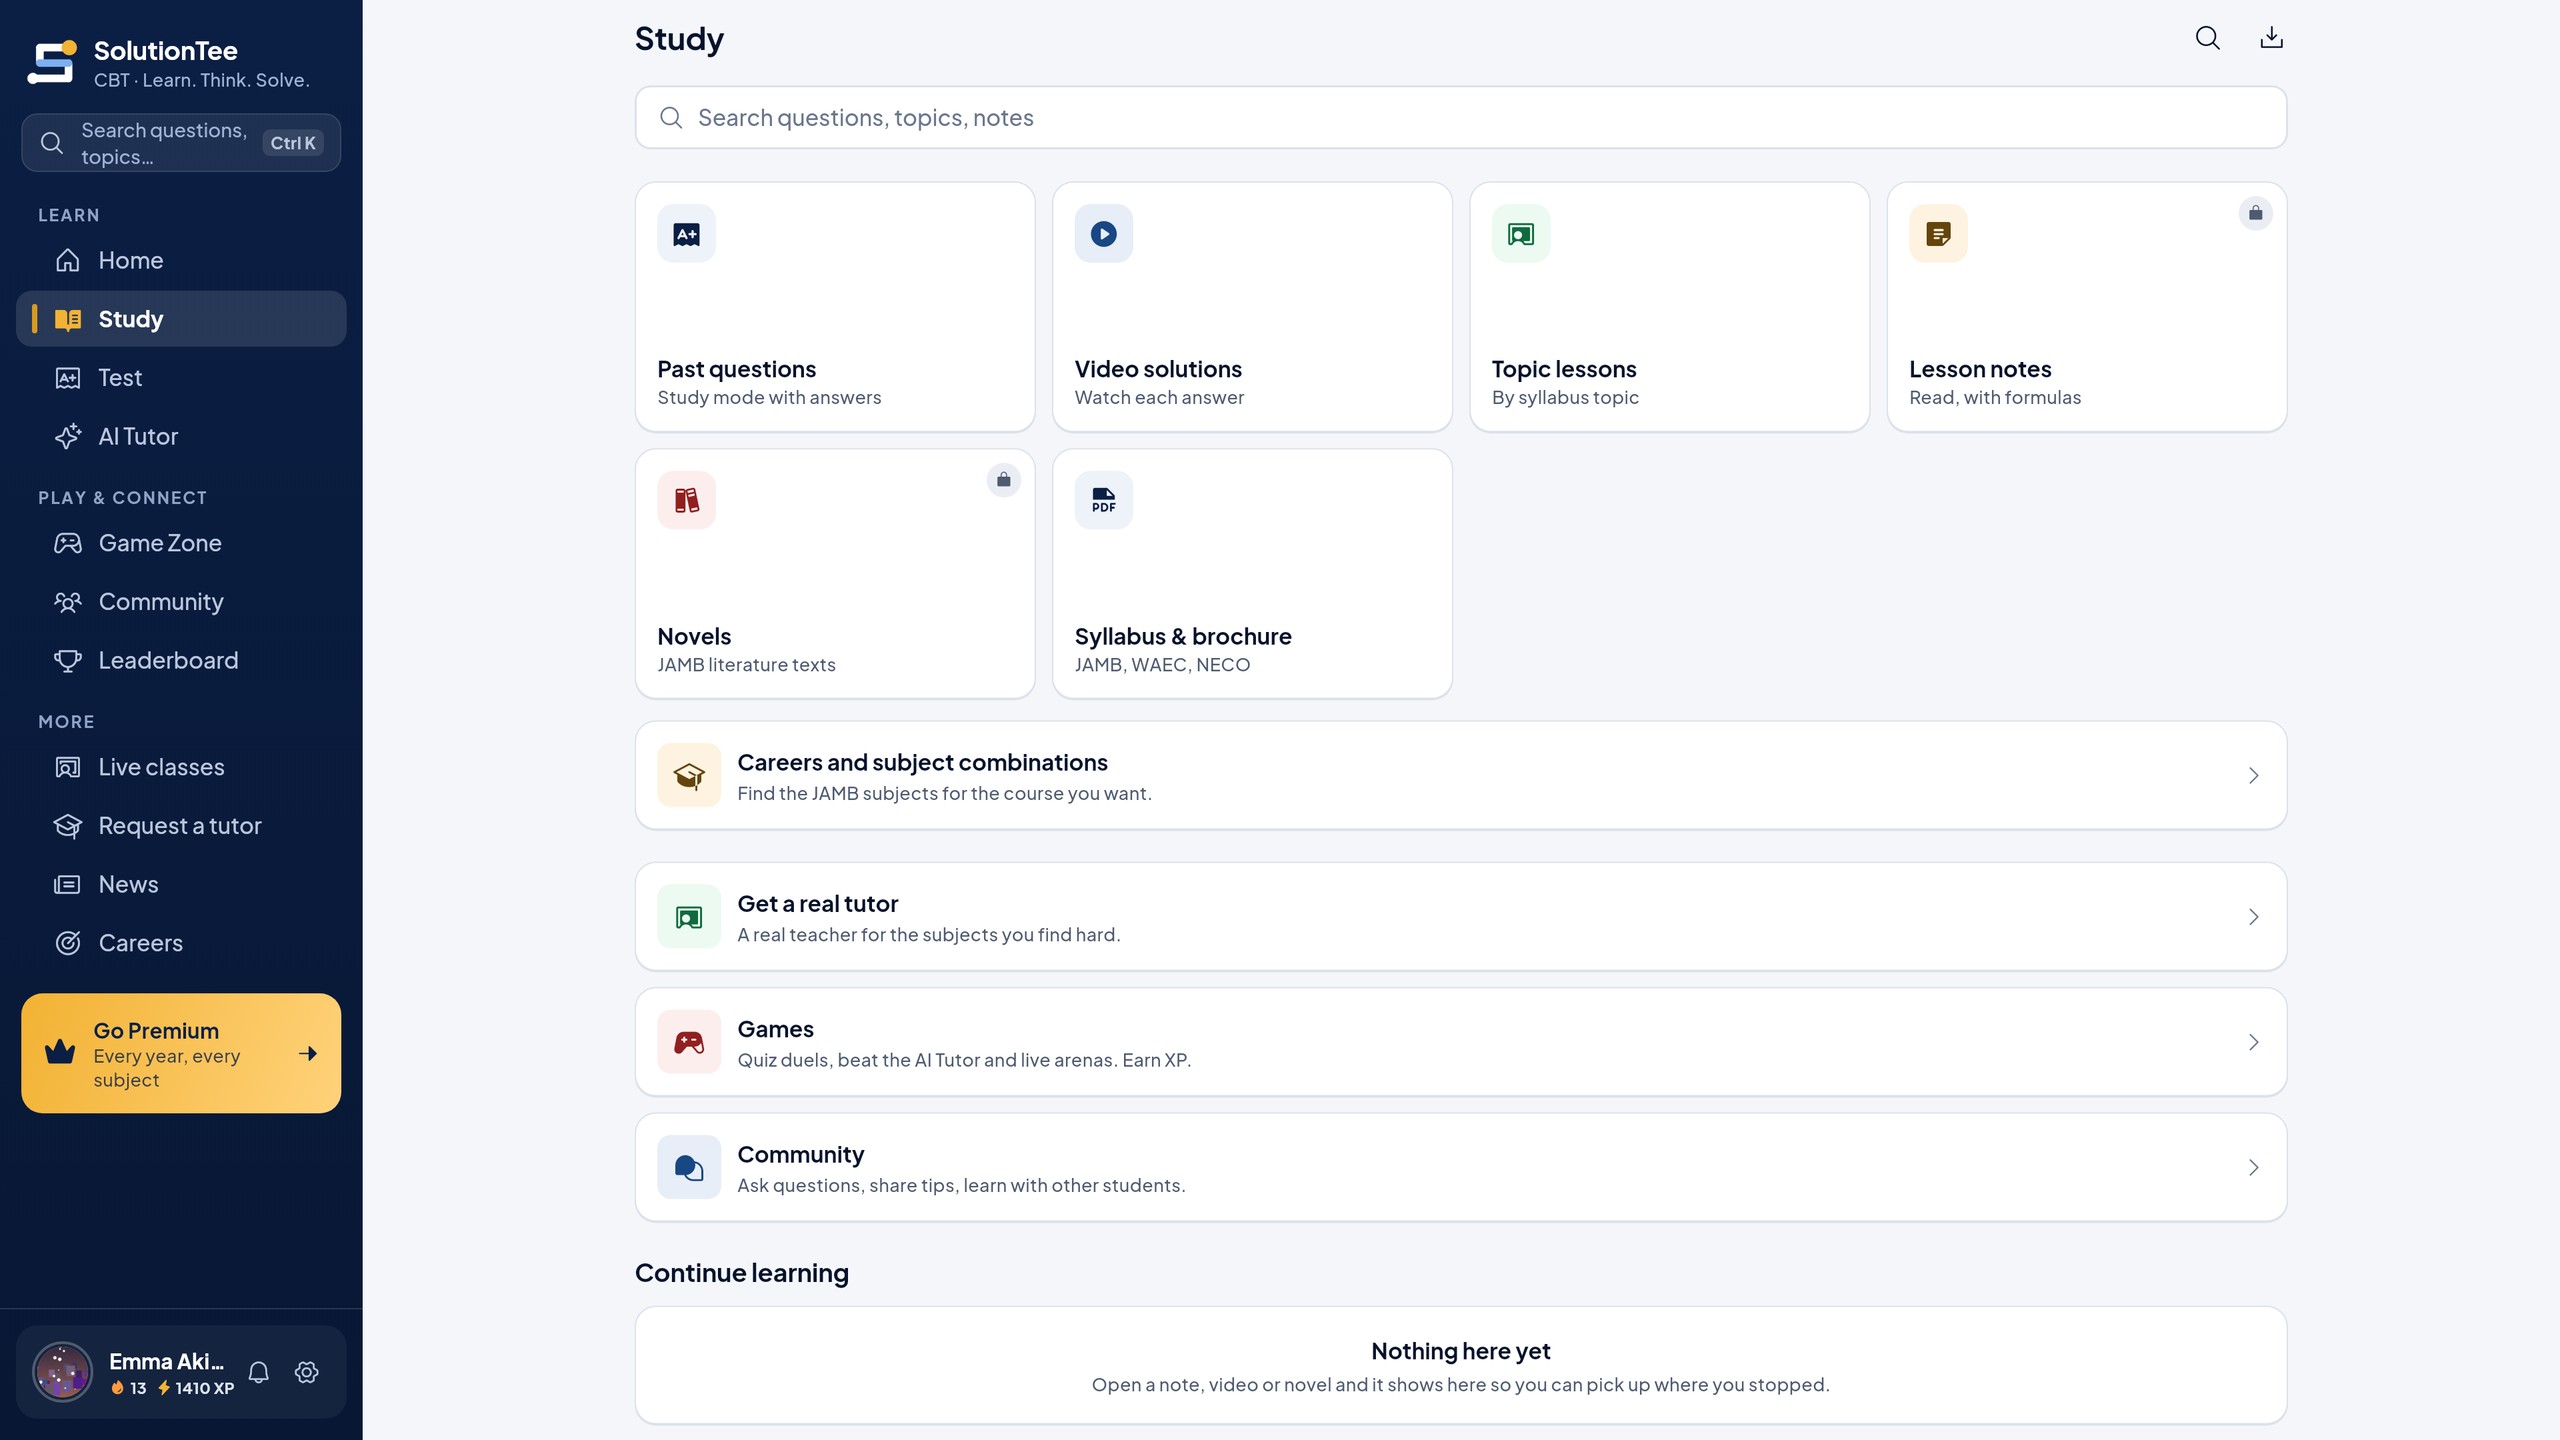 SolutionTee
CBT · Learn. Think. Solve.
Search questions,
topics...
Ctrl K
LEARN
Home
Study
Test
AI Tutor
PLAY & CONNECT
Game Zone
Community
Leaderboard
MORE
Live classes
Request a tutor
News
Careers
Go Premium
Every year, every
subject
Emma Aki...
13
1410 XP
Study
Search questions, topics, notes
A+
Past questions
Study mode with answers
Video solutions
Watch each answer
Topic lessons
By syllabus topic
Lesson notes
Read, with formulas
Novels
JAMB literature texts
PDF
Syllabus & brochure
JAMB, WAEC, NECO
Careers and subject combinations
Find the JAMB subjects for the course you want.
Get a real tutor
A real teacher for the subjects you find hard.
Games
Quiz duels, beat the AI Tutor and live arenas. Earn XP.
Community
Ask questions, share tips, learn with other students.
Continue learning
Nothing here yet
Open a note, video or novel and it shows here so you can pick up where you stopped.